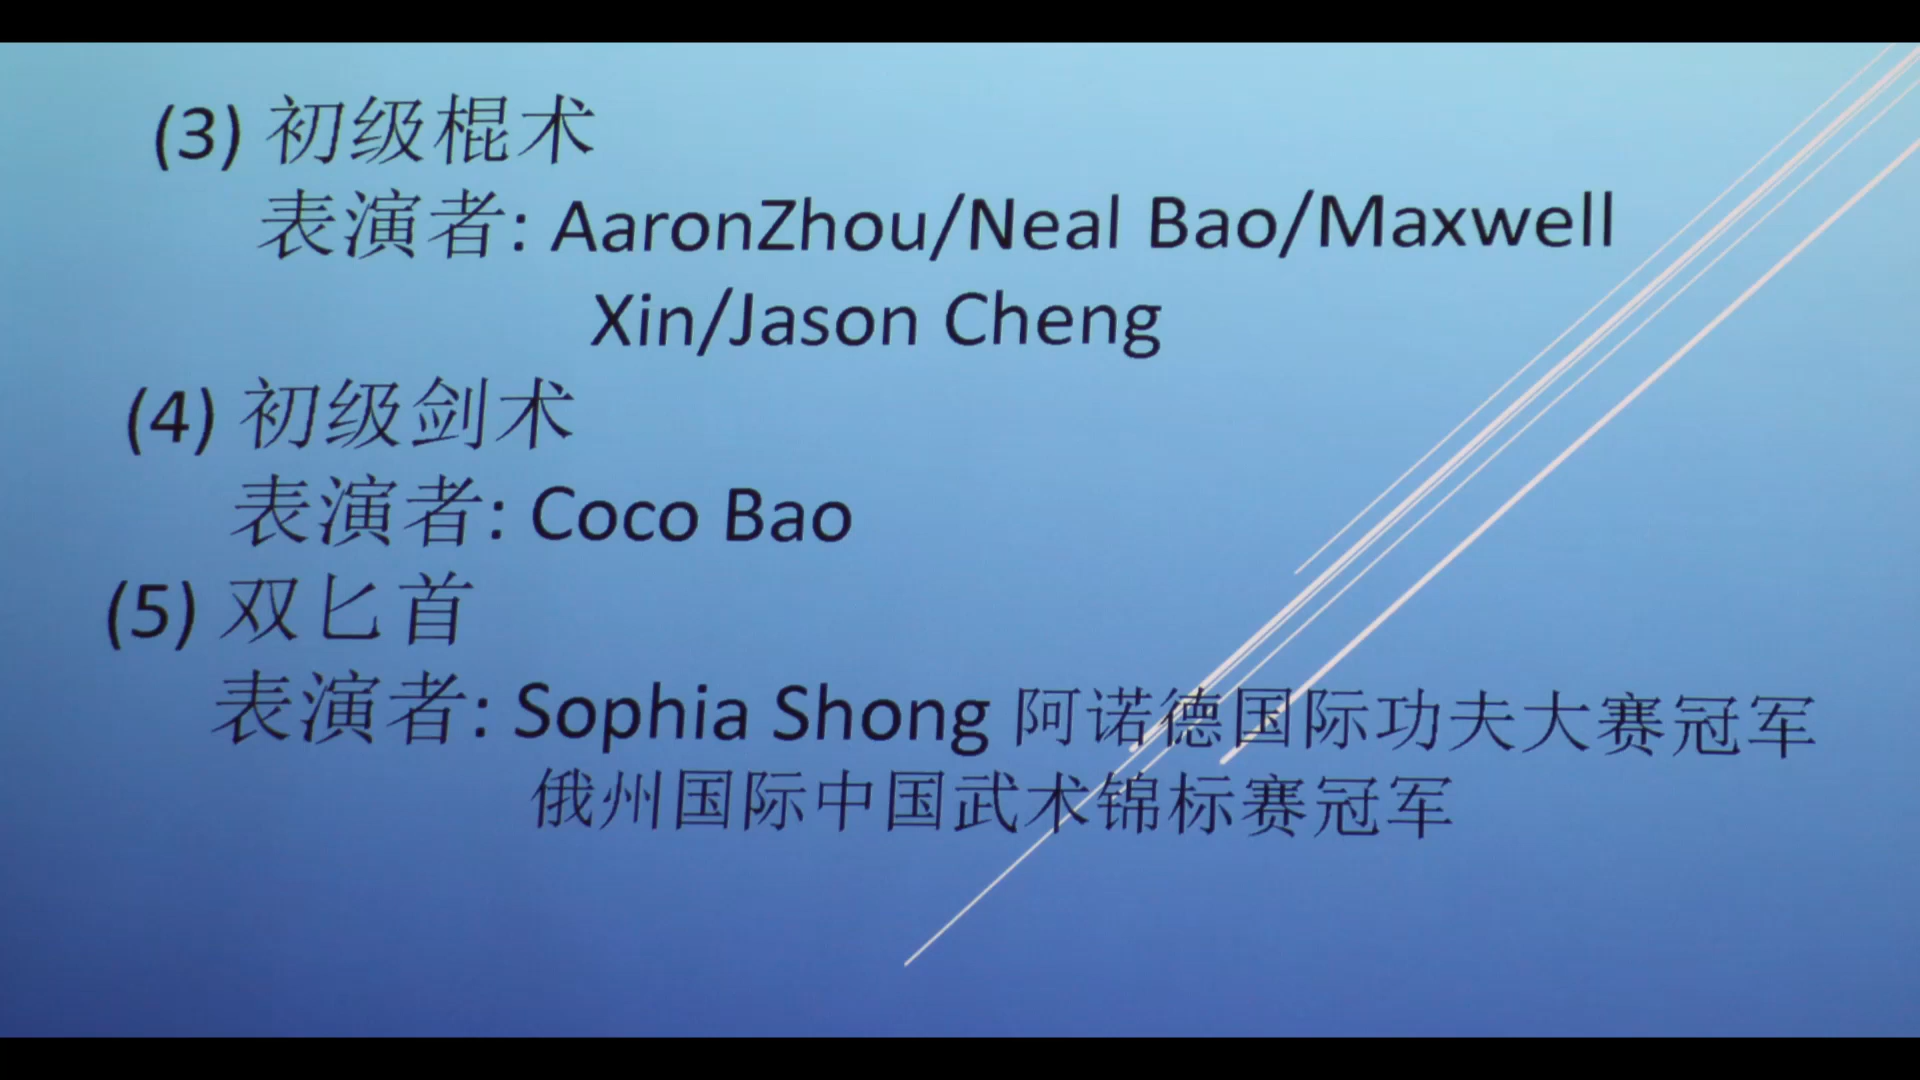 (3) 初级棍术
表演者: AaronZhou/Neal Bao/Maxwell
Xin/Jason Cheng
(4) 初级剑术
表演者: Coco Bao
(5) 双匕首
表演者: Sophia Shong 阿诺德国际功夫大赛冠军
俄州国际中国武术锦标赛冠军